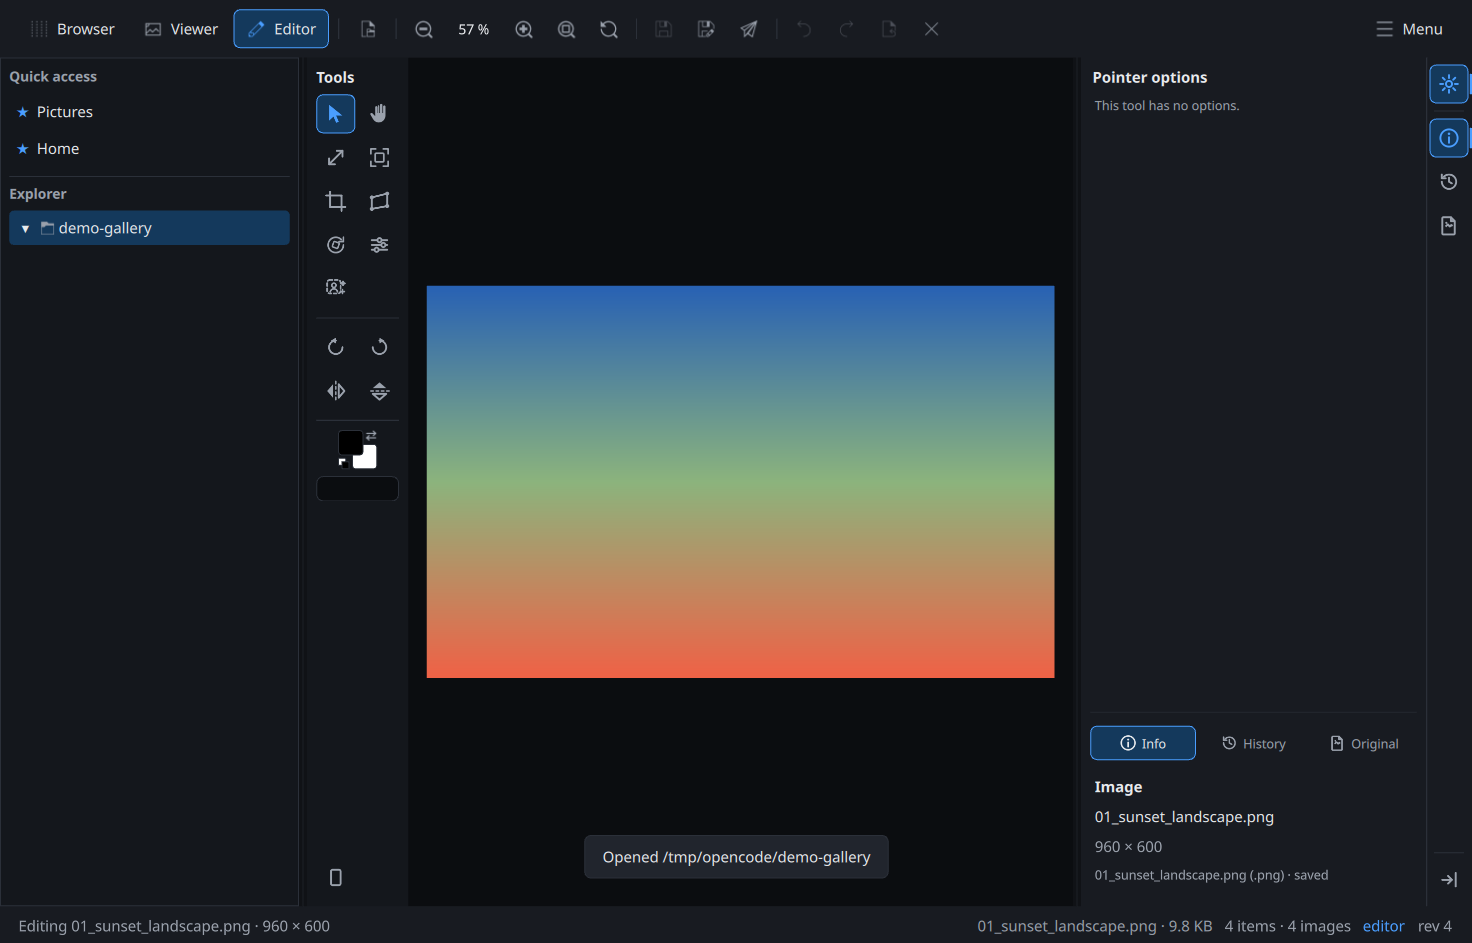 Browser Viewer Editor 57 % Menu
Quick access
Pictures
Home
Explorer
demo-gallery
Tools
Pointer options
This tool has no options.
Info History Original
Image
01_sunset_landscape.png
960 × 600
01_sunset_landscape.png (.png) · saved
Opened /tmp/opencode/demo-gallery
Editing 01_sunset_landscape.png · 960 × 600
01_sunset_landscape.png · 9.8 KB 4 items · 4 images editor rev 4